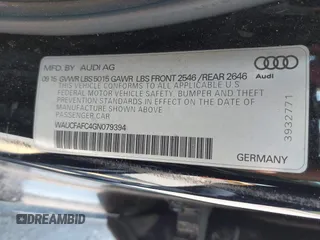 MFD. BY AUDI AG
09 15 GVWR LBS 5015 GAWR LBS FRONT 2546 / REAR 2646
THIS VEHICLE CONFORMS TO ALL APPLICABLE
FEDERAL MOTOR VEHICLE SAFETY, BUMPER AND THEFT
PREVENTION STANDARDS IN EFFECT ON THE DATE OF
MANUFACTURE SHOWN ABOVE.
PASSENGER CAR
WAUCFAFC4GN079394
GERMANY
Audi
3932771
© DREAMBID